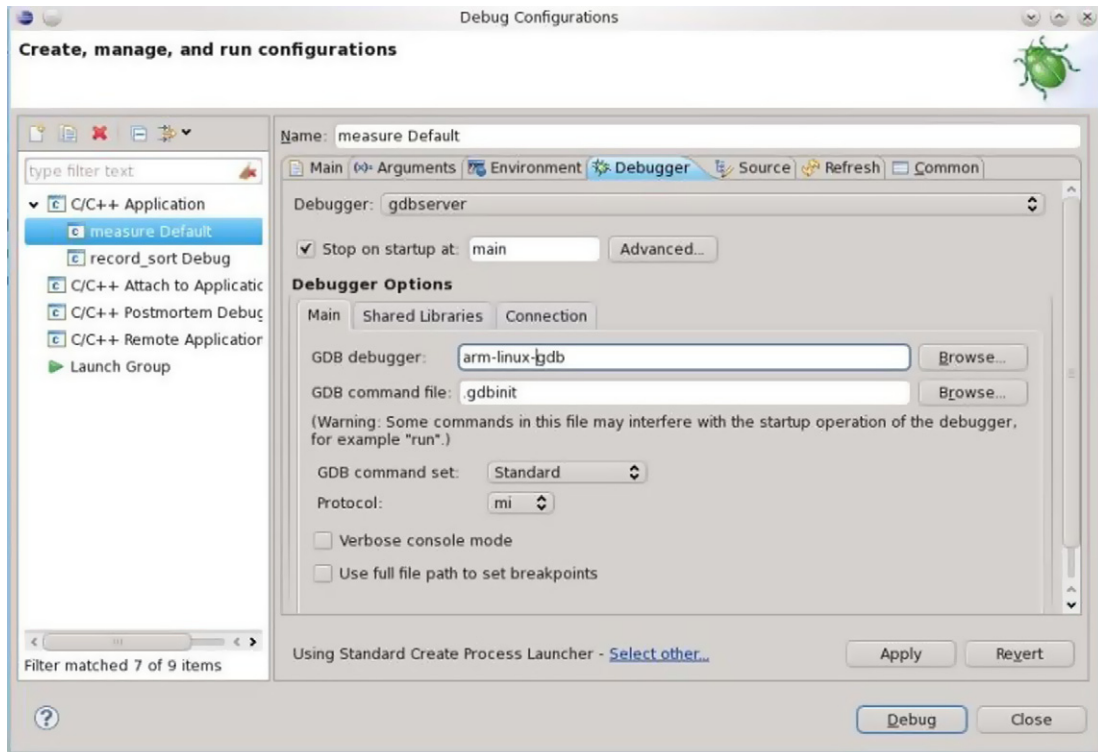 Debug Configurations
Create, manage, and run configurations
type filter text
C/C++ Application
measure Default
record_sort Debug
C/C++ Attach to Applicatic
C/C++ Postmortem Debug
C/C++ Remote Application
Launch Group
Filter matched 7 of 9 items
Name: measure Default
Main (x)= Arguments Environment Debugger Source Refresh Common
Debugger: gdbserver
Stop on startup at: main Advanced...
Debugger Options
Main Shared Libraries Connection
GDB debugger: arm-linux-gdb Browse...
GDB command file: .gdbinit Browse...
(Warning: Some commands in this file may interfere with the startup operation of the debugger,
for example "run".)
GDB command set: Standard
Protocol: mi
Verbose console mode
Use full file path to set breakpoints
Using Standard Create Process Launcher - Select other...
Apply Revert
Debug Close